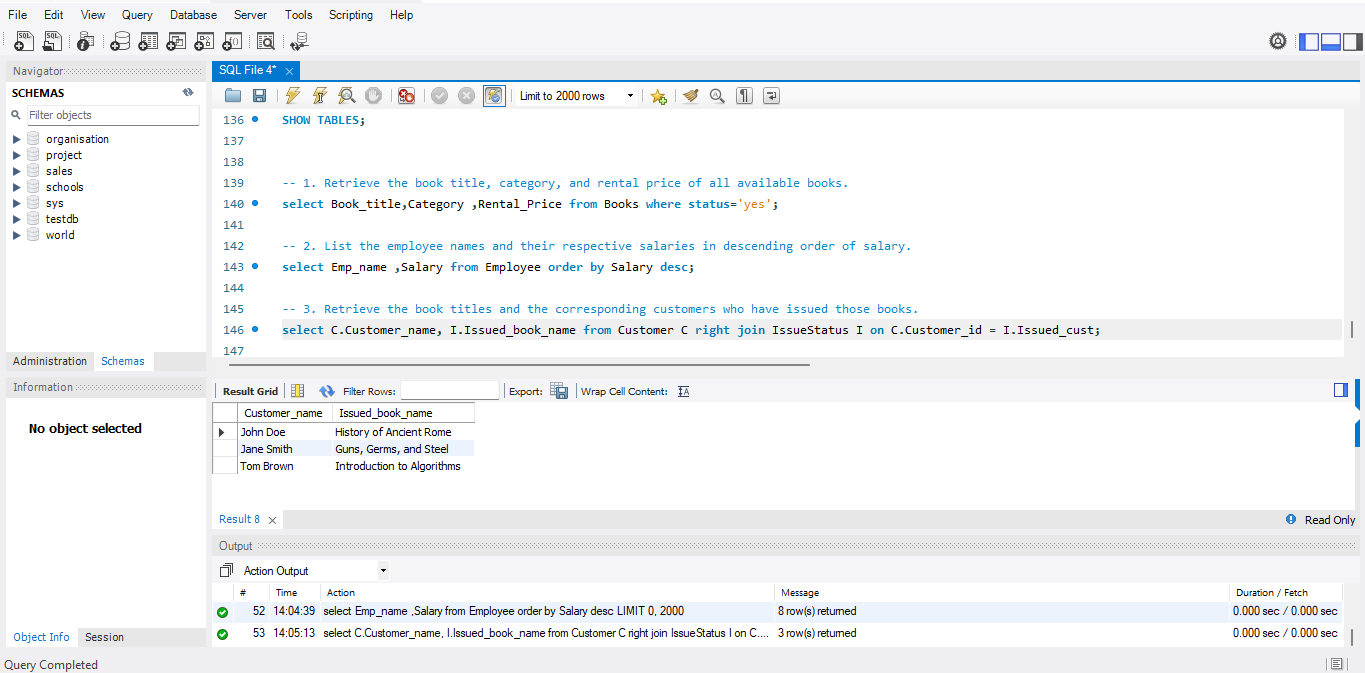 File Edit View Query Database Server Tools Scripting Help
Navigator
SCHEMAS
Filter objects
organisation
project
sales
schools
sys
testdb
world
Administration Schemas
Information
No object selected
Object Info Session
SQL File 4*
Limit to 2000 rows
136 SHOW TABLES;
137
138
139 -- 1. Retrieve the book title, category, and rental price of all available books.
140 select Book_title,Category ,Rental_Price from Books where status='yes';
141
142 -- 2. List the employee names and their respective salaries in descending order of salary.
143 select Emp_name ,Salary from Employee order by Salary desc;
144
145 -- 3. Retrieve the book titles and the corresponding customers who have issued those books.
146 select C.Customer_name, I.Issued_book_name from Customer C right join IssueStatus I on C.Customer_id = I.Issued_cust;
147
Result Grid Filter Rows: Export: Wrap Cell Content:
Customer_name Issued_book_name
John Doe History of Ancient Rome
Jane Smith Guns, Germs, and Steel
Tom Brown Introduction to Algorithms
Result 8 Read Only
Output
Action Output
# Time Action Message Duration / Fetch
52 14:04:39 select Emp_name ,Salary from Employee order by Salary desc LIMIT 0, 2000 8 row(s) returned 0.000 sec / 0.000 sec
53 14:05:13 select C.Customer_name, I.Issued_book_name from Customer C right join IssueStatus I on C.... 3 row(s) returned 0.000 sec / 0.000 sec
Query Completed